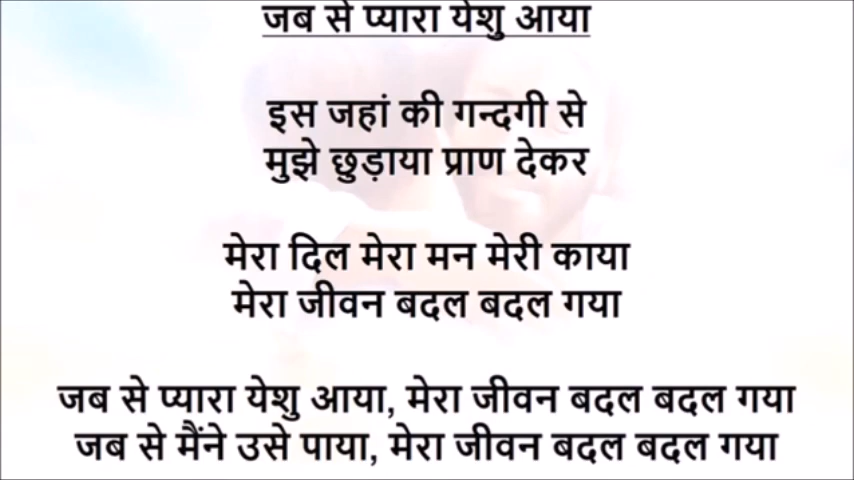 जब से प्यारा येशु आया
इस जहां की गन्दगी से
मुझे छुड़ाया प्राण देकर
मेरा दिल मेरा मन मेरी काया
मेरा जीवन बदल बदल गया
जब से प्यारा येशु आया, मेरा जीवन बदल बदल गया
जब से मैंने उसे पाया, मेरा जीवन बदल बदल गया